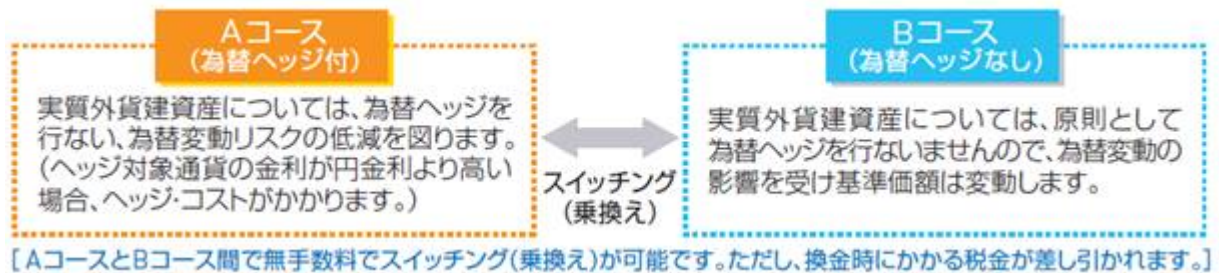 Aコース
(為替ヘッジ付)
実質外貨建資産については、為替ヘッジを
行ない、為替変動リスクの低減を図ります。
(ヘッジ対象通貨の金利が円金利より高い
場合、ヘッジ・コストがかかります。)
スイッチング
(乗換え)
Bコース
(為替ヘッジなし)
実質外貨建資産については、原則として
為替ヘッジを行ないませんので、為替変動の
影響を受け基準価額は変動します。
[AコースとBコース間で無手数料でスイッチング(乗換え)が可能です。ただし、換金時にかかる税金が差し引かれます。]